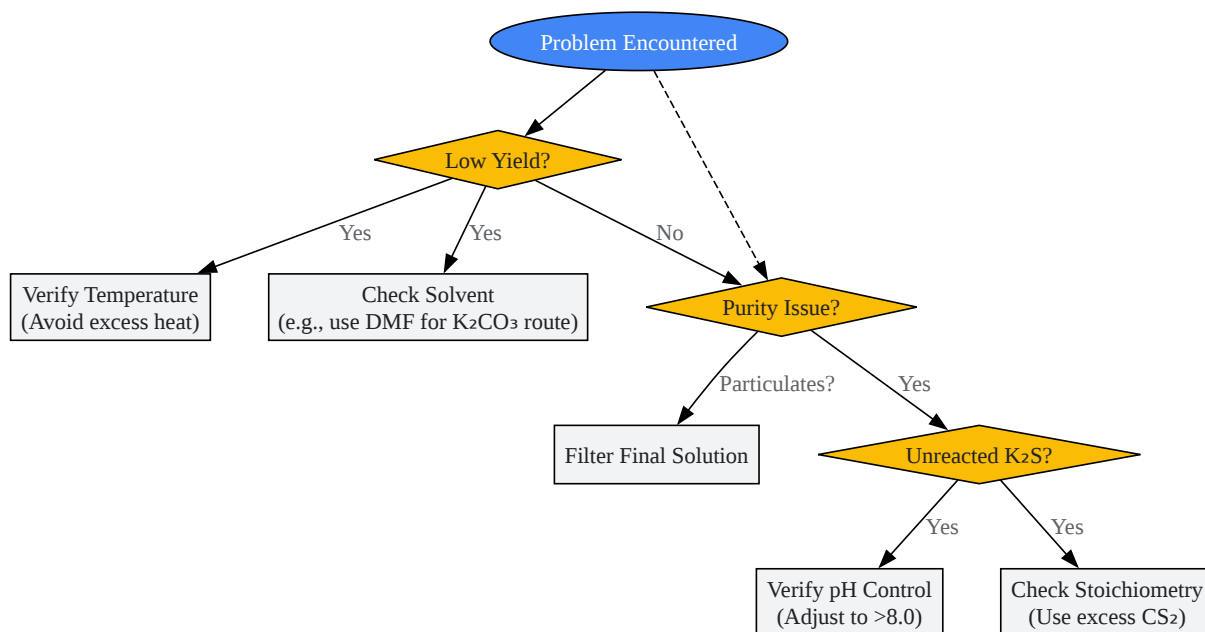 Problem Encountered
Low Yield?
Yes
Yes
No
Verify Temperature
(Avoid excess heat)
Check Solvent
(e.g., use DMF for K₂CO₃ route)
Purity Issue?
Particulates?
Yes
Filter Final Solution
Unreacted K₂S?
Yes
Yes
Verify pH Control
(Adjust to >8.0)
Check Stoichiometry
(Use excess CS₂)